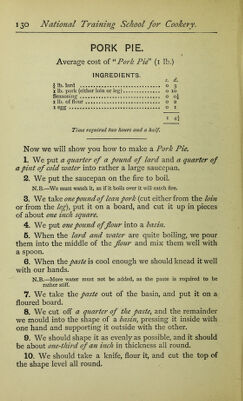 130 National Training School for Cookery.
PORK PIE.
Average cost of "Pork Pie" (1 lb.)
INGREDIENTS.
s. d.
¼ lb. lard 0 3
1 lb. pork (either loin or leg) 0 10
Seasoning 0 0½
1 lb. of flour 0 2
1 egg 0 1
1 4½
Time required two hours and a half.
Now we will show you how to make a Pork Pie.
1. We put a quarter of a pound of lard and a quarter of
a pint of cold water into rather a large saucepan.
2. We put the saucepan on the fire to boil.
N.B.—We must watch it, as if it boils over it will catch fire.
3. We take one pound of lean pork (cut either from the loin
or from the leg), put it on a board, and cut it up in pieces
of about one inch square.
4. We put one pound of flour into a basin.
5. When the lard and water are quite boiling, we pour
them into the middle of the flour and mix them well with
a spoon.
6. When the paste is cool enough we should knead it well
with our hands.
N.B.—More water must not be added, as the paste is required to be
rather stiff.
7. We take the paste out of the basin, and put it on a
floured board.
8. We cut off a quarter of the paste, and the remainder
we mould into the shape of a basin, pressing it inside with
one hand and supporting it outside with the other.
9. We should shape it as evenly as possible, and it should
be about one-third of an inch in thickness all round.
10. We should take a knife, flour it, and cut the top of
the shape level all round.